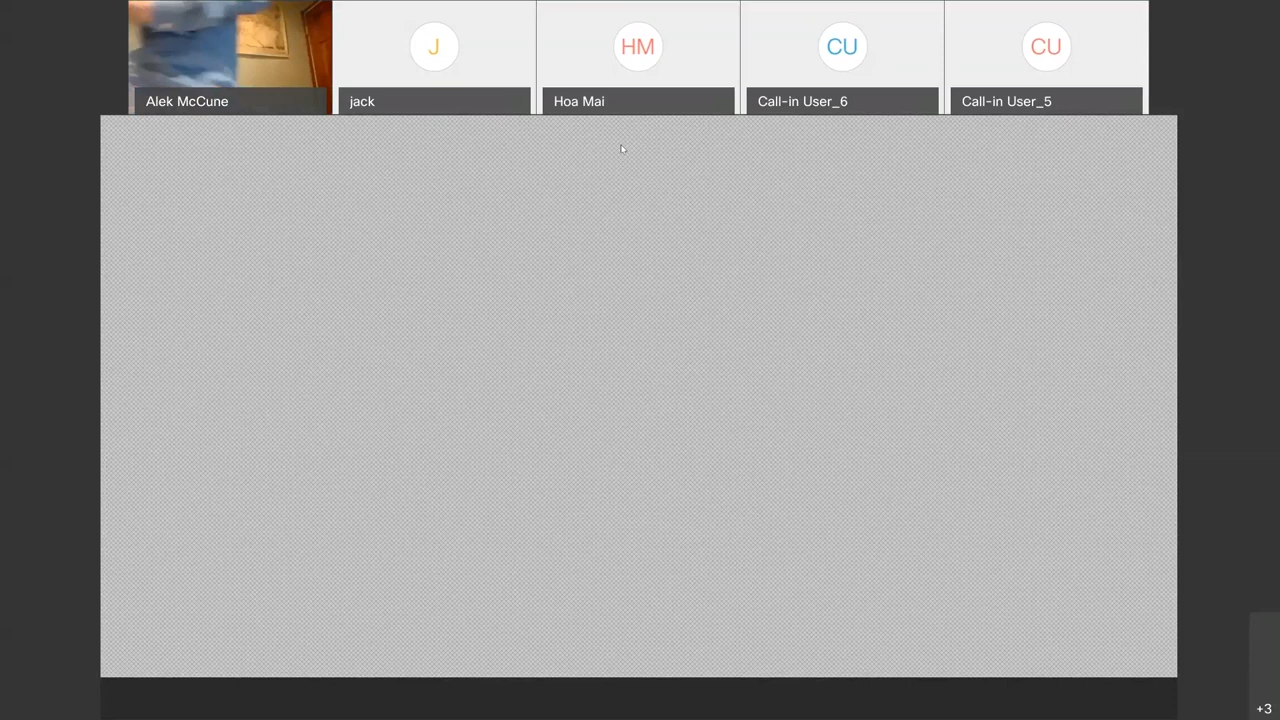 J
HM
CU
CU
Alek McCune
jack
Hoa Mai
Call-in User_6
Call-in User_5
+3